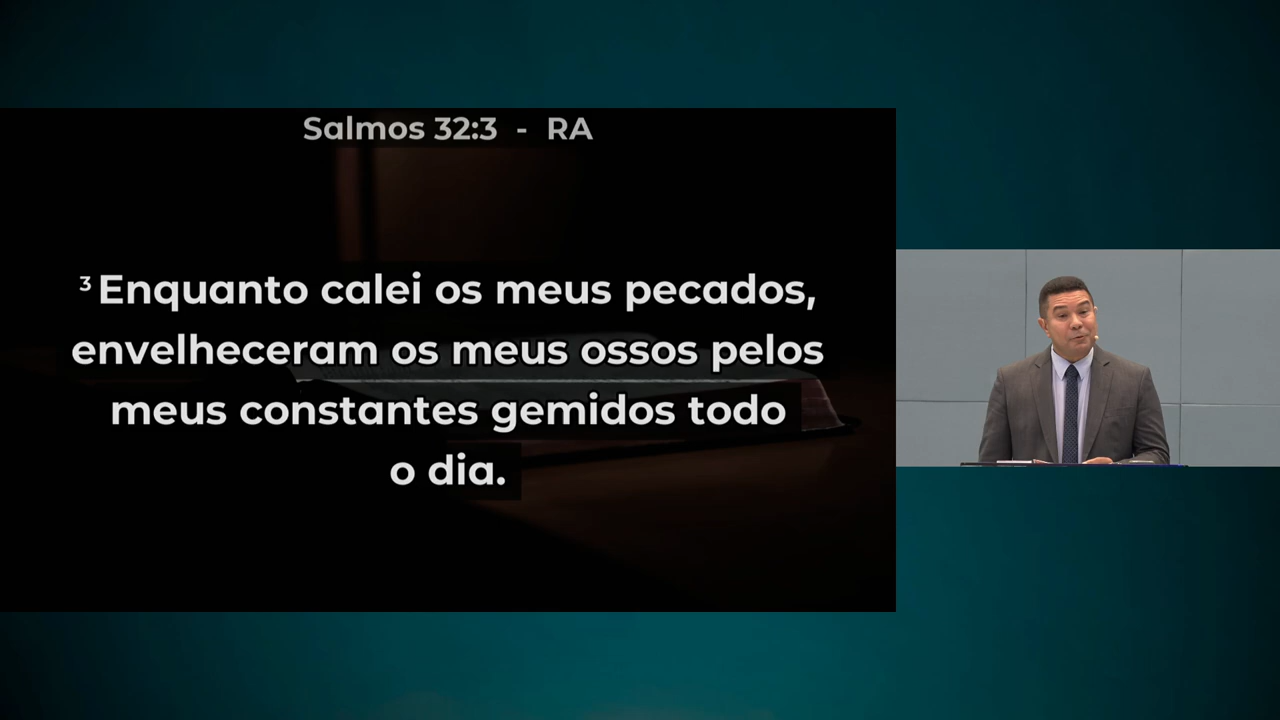 Salmos 32:3 - RA
3 Enquanto calei os meus pecados,
envelheceram os meus ossos pelos
meus constantes gemidos todo
o dia.